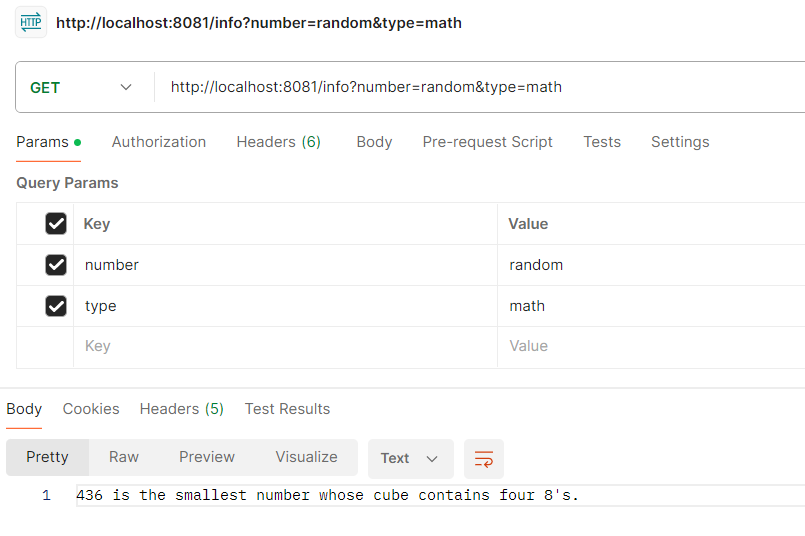 HTTP http://localhost:8081/info?number=random&type=math
GET http://localhost:8081/info?number=random&type=math
Params Authorization Headers (6) Body Pre-request Script Tests Settings
Query Params
Key Value
number random
type math
Key Value
Body Cookies Headers (5) Test Results
Pretty Raw Preview Visualize Text
1 436 is the smallest number whose cube contains four 8's.